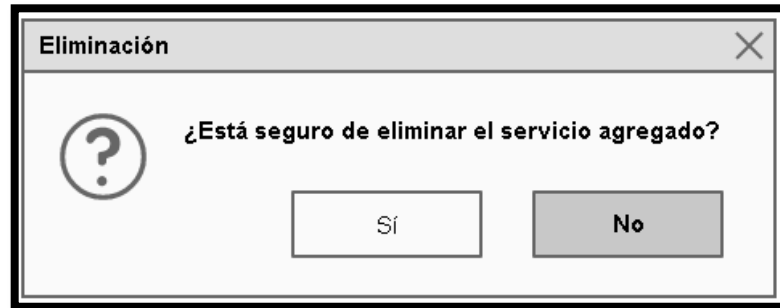 Eliminación
¿Está seguro de eliminar el servicio agregado?
Sí
No